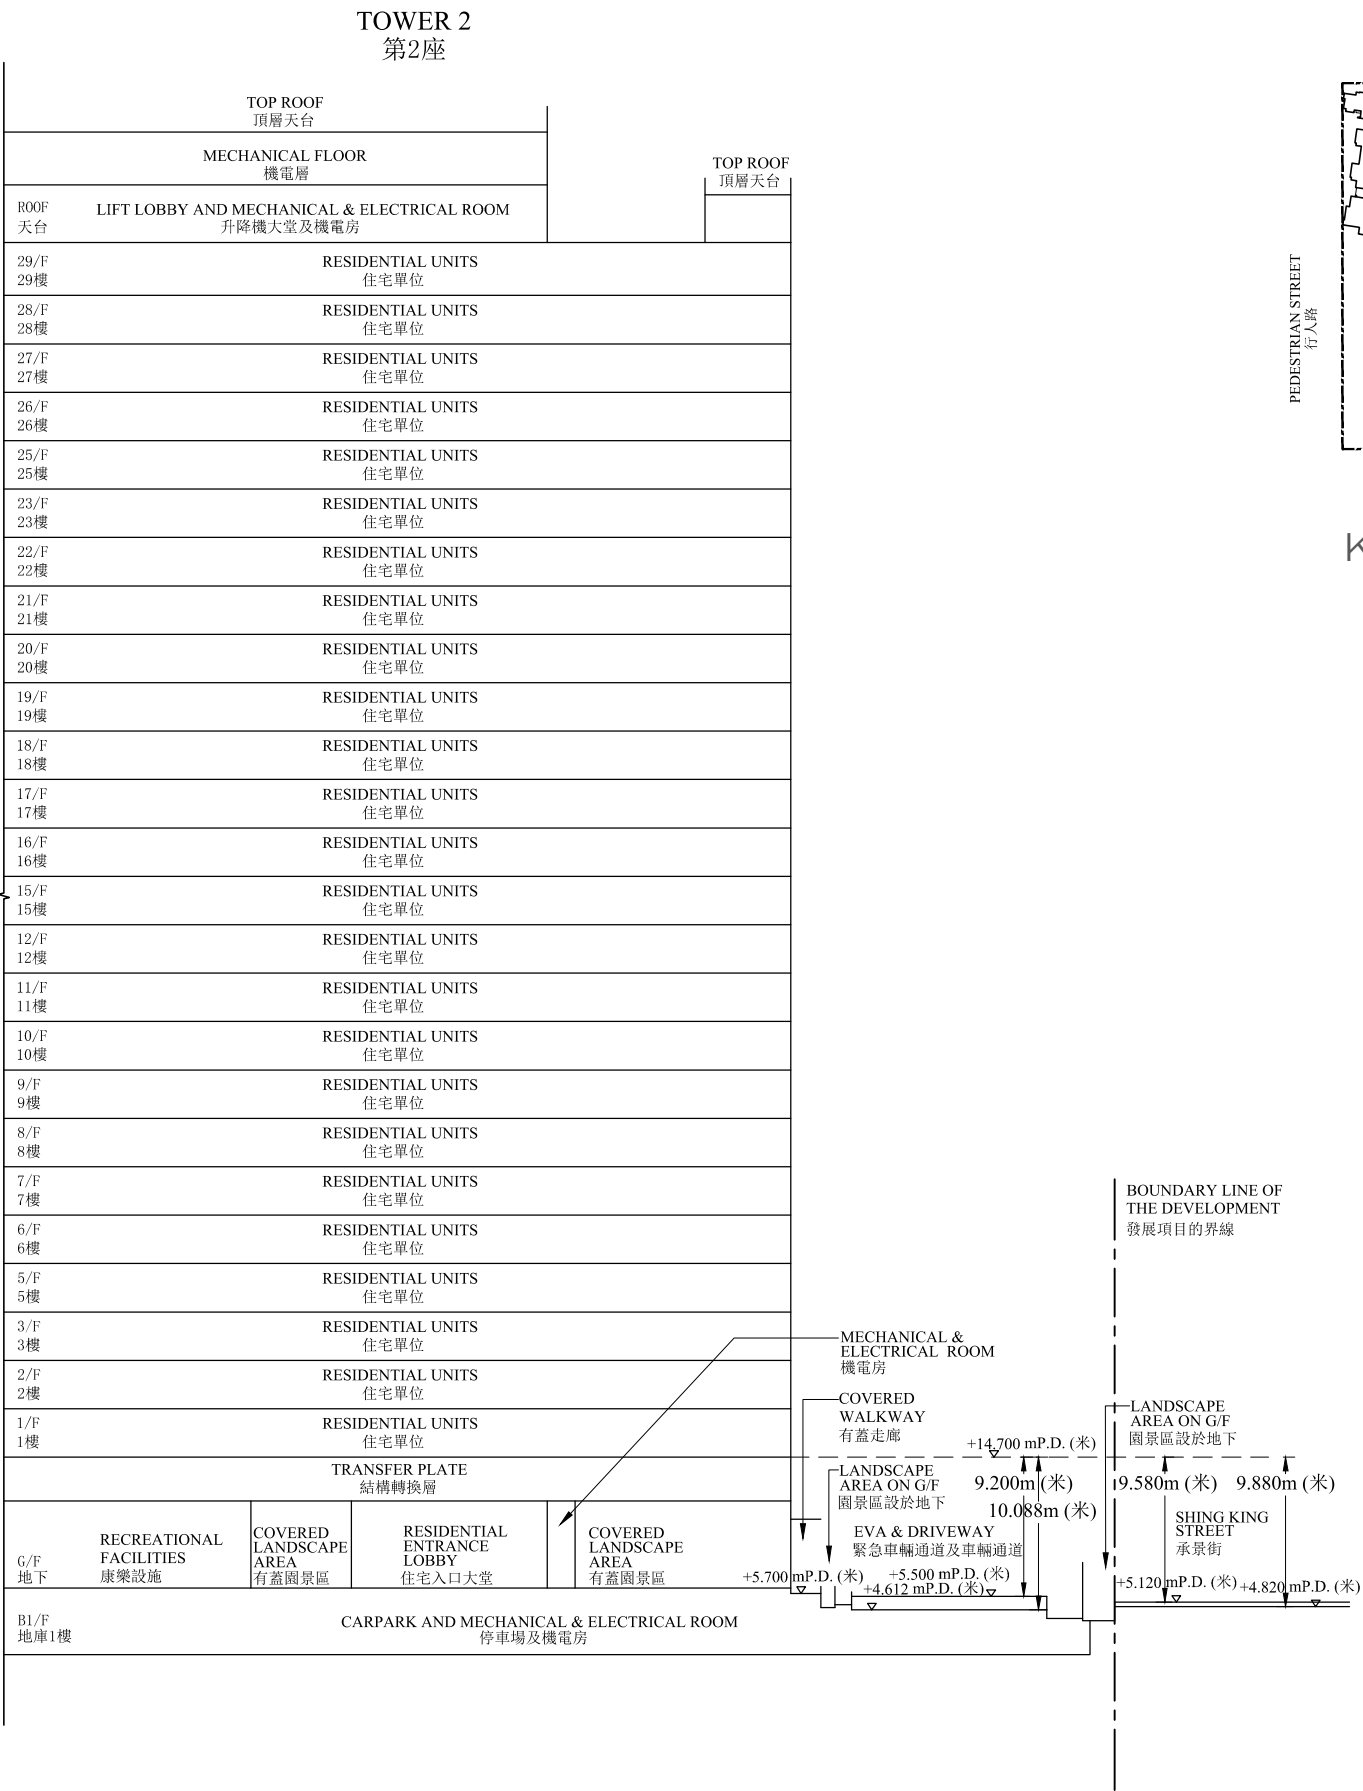 TOWER 2
第2座
TOP ROOF
頂層天台
MECHANICAL FLOOR
機電層
TOP ROOF
頂層天台
ROOF
天台
LIFT LOBBY AND MECHANICAL & ELECTRICAL ROOM
升降機大堂及機電房
29/F
29樓
RESIDENTIAL UNITS
住宅單位
28/F
28樓
RESIDENTIAL UNITS
住宅單位
27/F
27樓
RESIDENTIAL UNITS
住宅單位
26/F
26樓
RESIDENTIAL UNITS
住宅單位
25/F
25樓
RESIDENTIAL UNITS
住宅單位
23/F
23樓
RESIDENTIAL UNITS
住宅單位
22/F
22樓
RESIDENTIAL UNITS
住宅單位
21/F
21樓
RESIDENTIAL UNITS
住宅單位
20/F
20樓
RESIDENTIAL UNITS
住宅單位
19/F
19樓
RESIDENTIAL UNITS
住宅單位
18/F
18樓
RESIDENTIAL UNITS
住宅單位
17/F
17樓
RESIDENTIAL UNITS
住宅單位
16/F
16樓
RESIDENTIAL UNITS
住宅單位
15/F
15樓
RESIDENTIAL UNITS
住宅單位
12/F
12樓
RESIDENTIAL UNITS
住宅單位
11/F
11樓
RESIDENTIAL UNITS
住宅單位
10/F
10樓
RESIDENTIAL UNITS
住宅單位
9/F
9樓
RESIDENTIAL UNITS
住宅單位
8/F
8樓
RESIDENTIAL UNITS
住宅單位
7/F
7樓
RESIDENTIAL UNITS
住宅單位
6/F
6樓
RESIDENTIAL UNITS
住宅單位
5/F
5樓
RESIDENTIAL UNITS
住宅單位
3/F
3樓
RESIDENTIAL UNITS
住宅單位
2/F
2樓
RESIDENTIAL UNITS
住宅單位
1/F
1樓
RESIDENTIAL UNITS
住宅單位
TRANSFER PLATE
結構轉換層
G/F
地下
RECREATIONAL
FACILITIES
康樂設施
COVERED
LANDSCAPE
AREA
有蓋園景區
RESIDENTIAL
ENTRANCE
LOBBY
住宅入口大堂
COVERED
LANDSCAPE
AREA
有蓋園景區
B1/F
地庫1樓
CARPARK AND MECHANICAL & ELECTRICAL ROOM
停車場及機電房
MECHANICAL &
ELECTRICAL ROOM
機電房
COVERED
WALKWAY
有蓋走廊
LANDSCAPE
AREA ON G/F
園景區設於地下
EVA & DRIVEWAY
緊急車輛通道及車輛通道
+14.700 mP.D. (米)
9.200m (米)
10.088m (米)
+5.700 mP.D. (米)
+5.500 mP.D. (米)
+4.612 mP.D. (米)
BOUNDARY LINE OF
THE DEVELOPMENT
發展項目的界線
LANDSCAPE
AREA ON G/F
園景區設於地下
9.580m (米)
9.880m (米)
SHING KING
STREET
承景街
+5.120 mP.D. (米)
+4.820 mP.D. (米)
PEDESTRIAN STREET
行人路
K